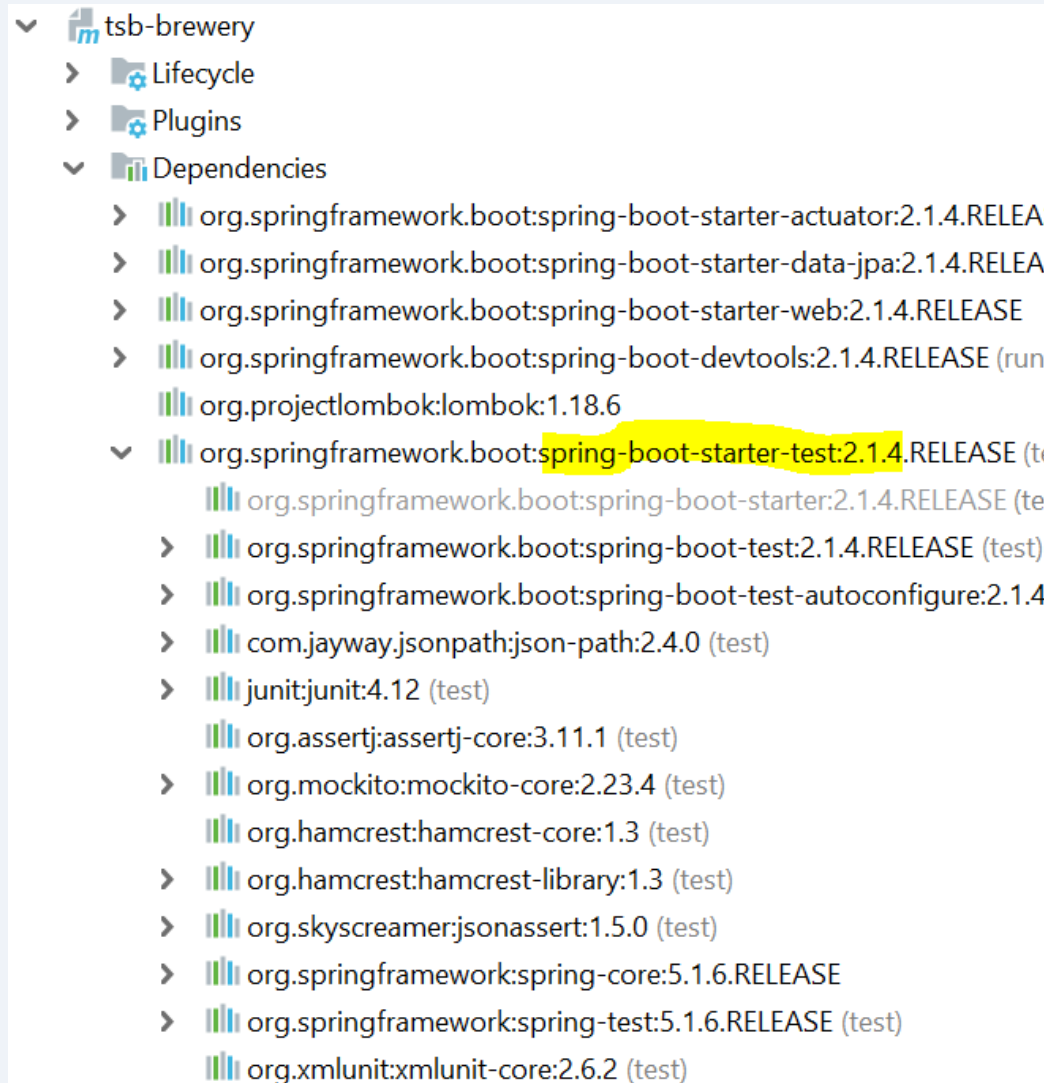 tsb-brewery
Lifecycle
Plugins
Dependencies
org.springframework.boot:spring-boot-starter-actuator:2.1.4.RELEA
org.springframework.boot:spring-boot-starter-data-jpa:2.1.4.RELEA
org.springframework.boot:spring-boot-starter-web:2.1.4.RELEASE
org.springframework.boot:spring-boot-devtools:2.1.4.RELEASE (run
org.projectlombok:lombok:1.18.6
org.springframework.boot:spring-boot-starter-test:2.1.4.RELEASE (te
org.springframework.boot:spring-boot-starter:2.1.4.RELEASE (te
org.springframework.boot:spring-boot-test:2.1.4.RELEASE (test)
org.springframework.boot:spring-boot-test-autoconfigure:2.1.4
com.jayway.jsonpath:json-path:2.4.0 (test)
junit:junit:4.12 (test)
org.assertj:assertj-core:3.11.1 (test)
org.mockito:mockito-core:2.23.4 (test)
org.hamcrest:hamcrest-core:1.3 (test)
org.hamcrest:hamcrest-library:1.3 (test)
org.skyscreamer:jsonassert:1.5.0 (test)
org.springframework:spring-core:5.1.6.RELEASE
org.springframework:spring-test:5.1.6.RELEASE (test)
org.xmlunit:xmlunit-core:2.6.2 (test)